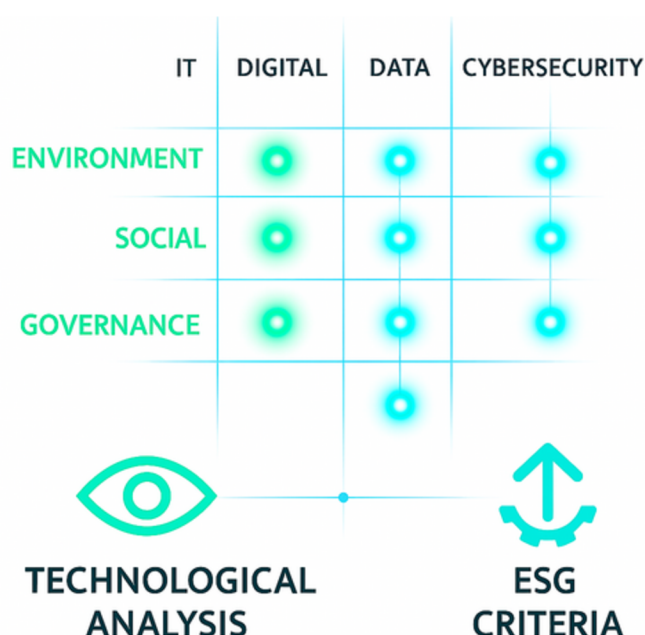 IT DIGITAL DATA CYBERSECURITY
ENVIRONMENT
SOCIAL
GOVERNANCE
TECHNOLOGICAL
ANALYSIS
ESG
CRITERIA